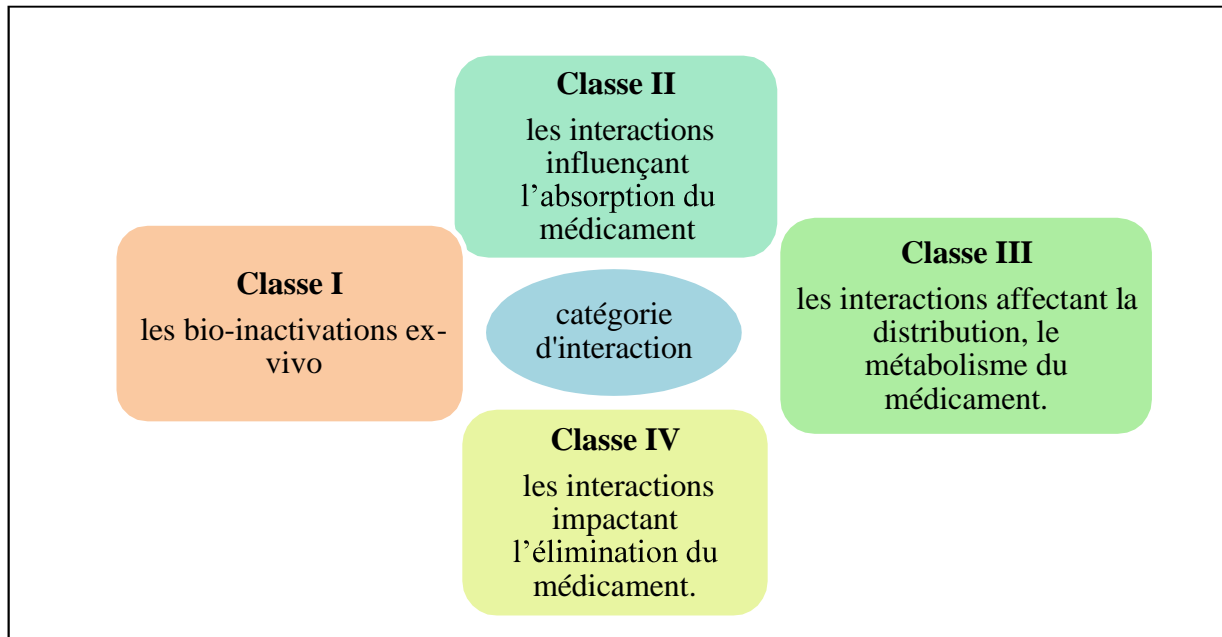 Classe II
les interactions
influençant
l’absorption du
médicament
Classe I
les bio-inactivations ex-
vivo
catégorie
d'interaction
Classe III
les interactions affectant la
distribution, le
métabolisme du
médicament.
Classe IV
les interactions
impactant
l’élimination du
médicament.